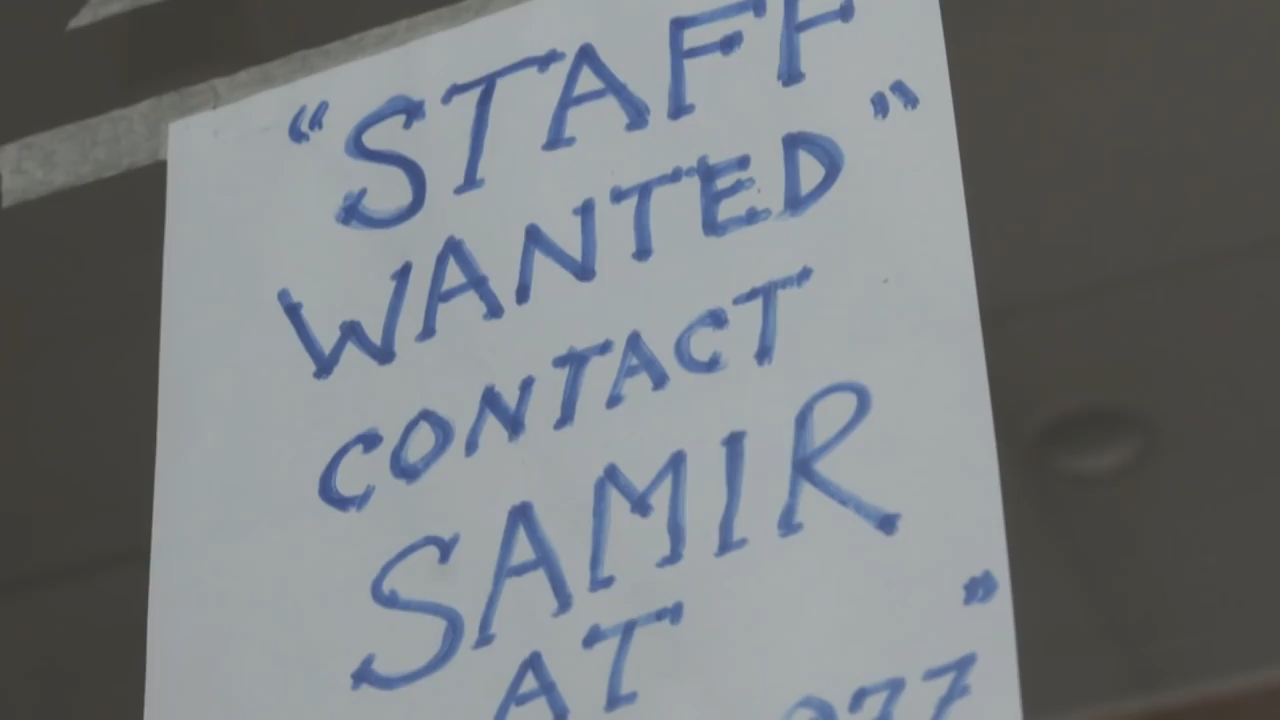 "STAFF
WANTED"
CONTACT
SAMIR
AT "